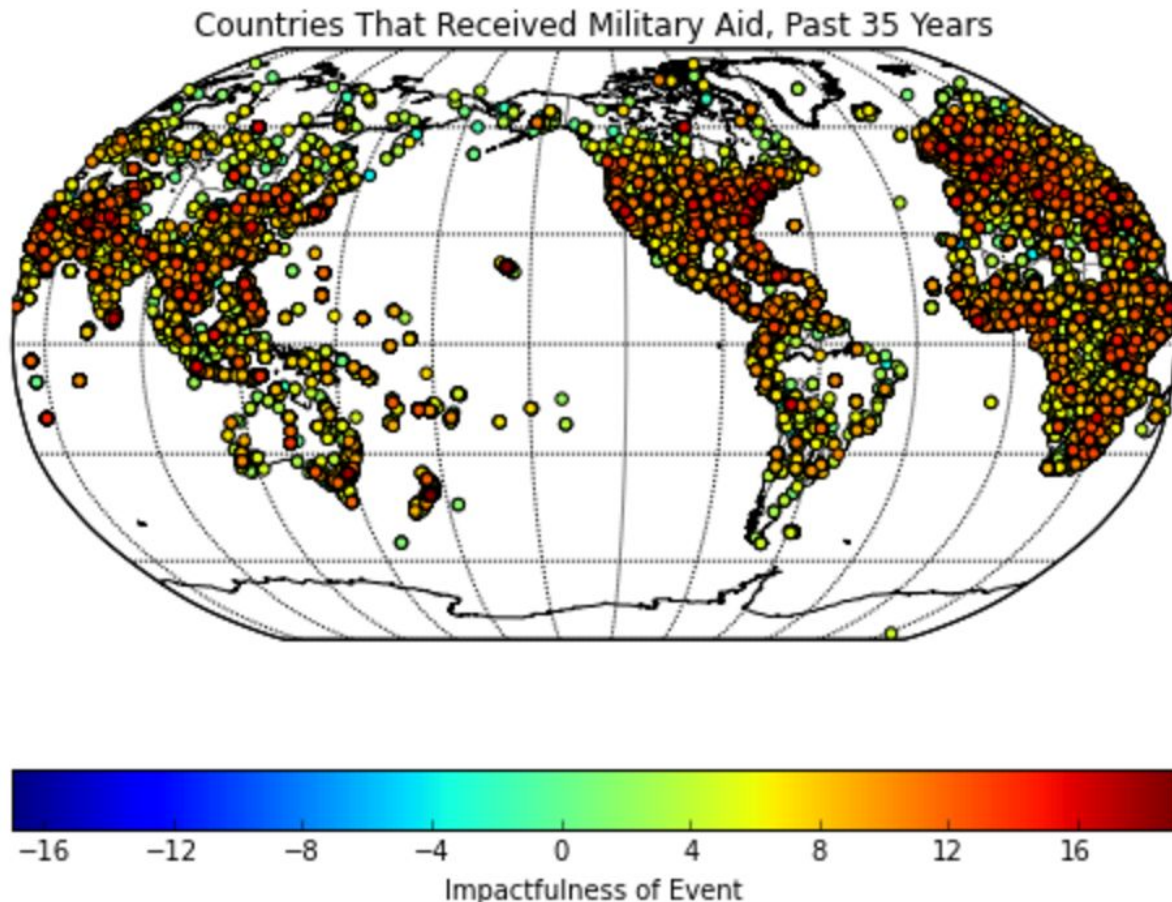 Countries That Received Military Aid, Past 35 Years
−16 −12 −8 −4 0 4 8 12 16
Impactfulness of Event